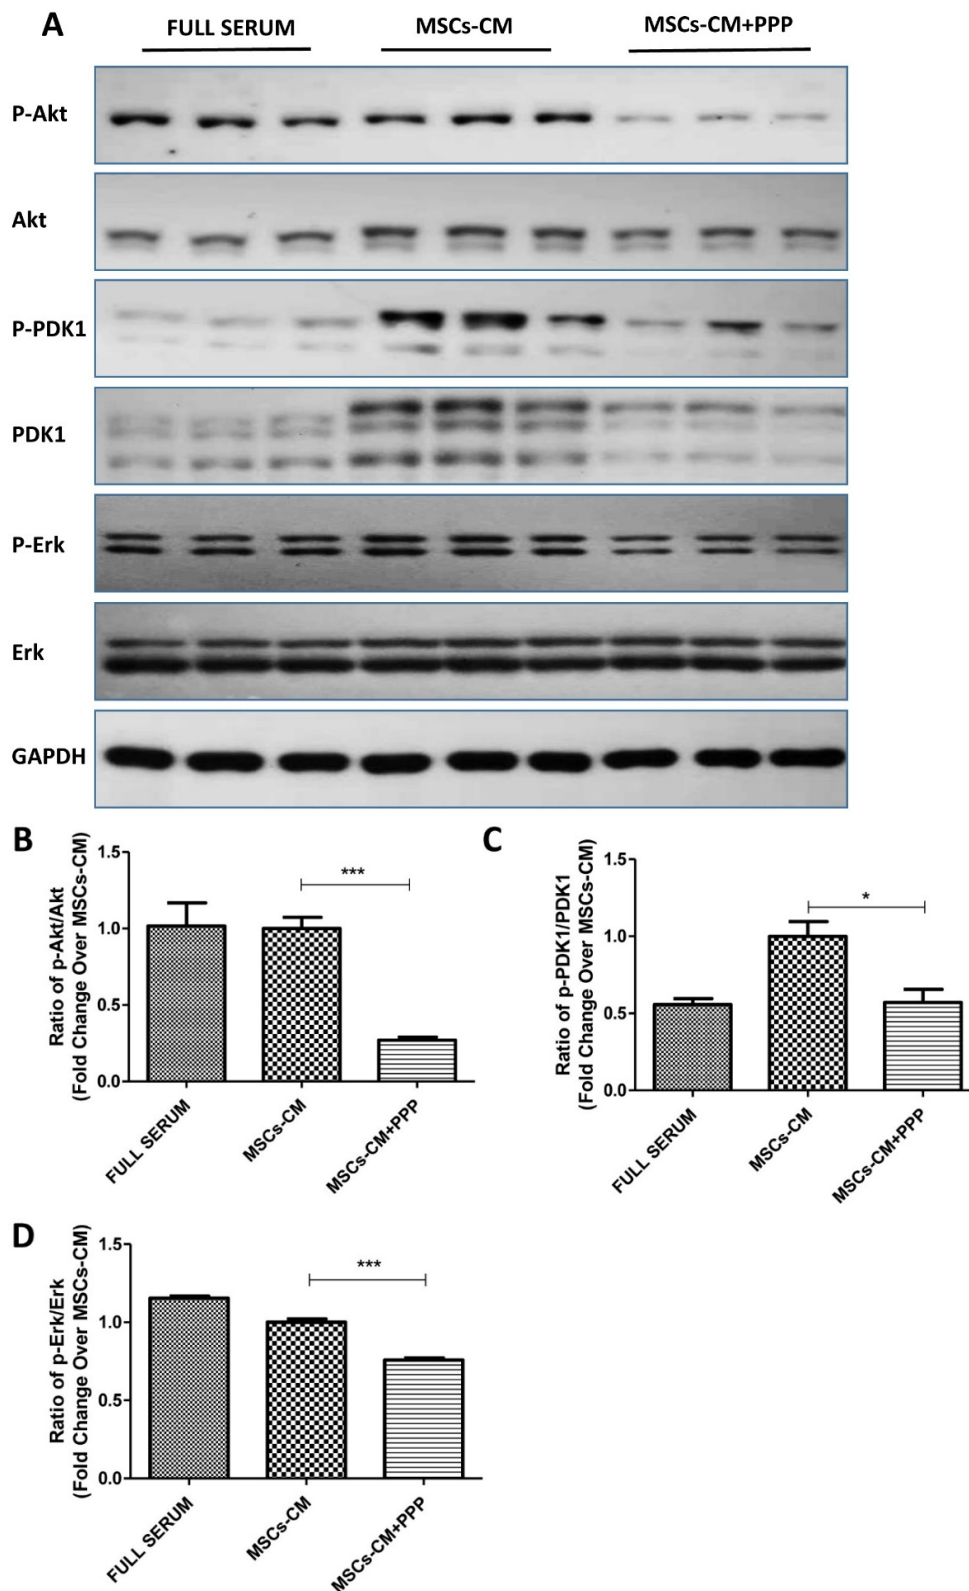 A
FULL SERUM MSCs-CM MSCs-CM+PPP
P-Akt
Akt
P-PDK1
PDK1
P-Erk
Erk
GAPDH
B
Ratio of p-Akt/Akt
(Fold Change Over MSCs-CM)
1.5
1.0
0.5
0.0
***
FULL SERUM
MSCs-CM
MSCs-CM+PPP
C
Ratio of p-PDK1/PDK1
(Fold Change Over MSCs-CM)
1.5
1.0
0.5
0.0
*
FULL SERUM
MSCs-CM
MSCs-CM+PPP
D
Ratio of p-Erk/Erk
(Fold Change Over MSCs-CM)
1.5
1.0
0.5
0.0
***
FULL SERUM
MSCs-CM
MSCs-CM+PPP